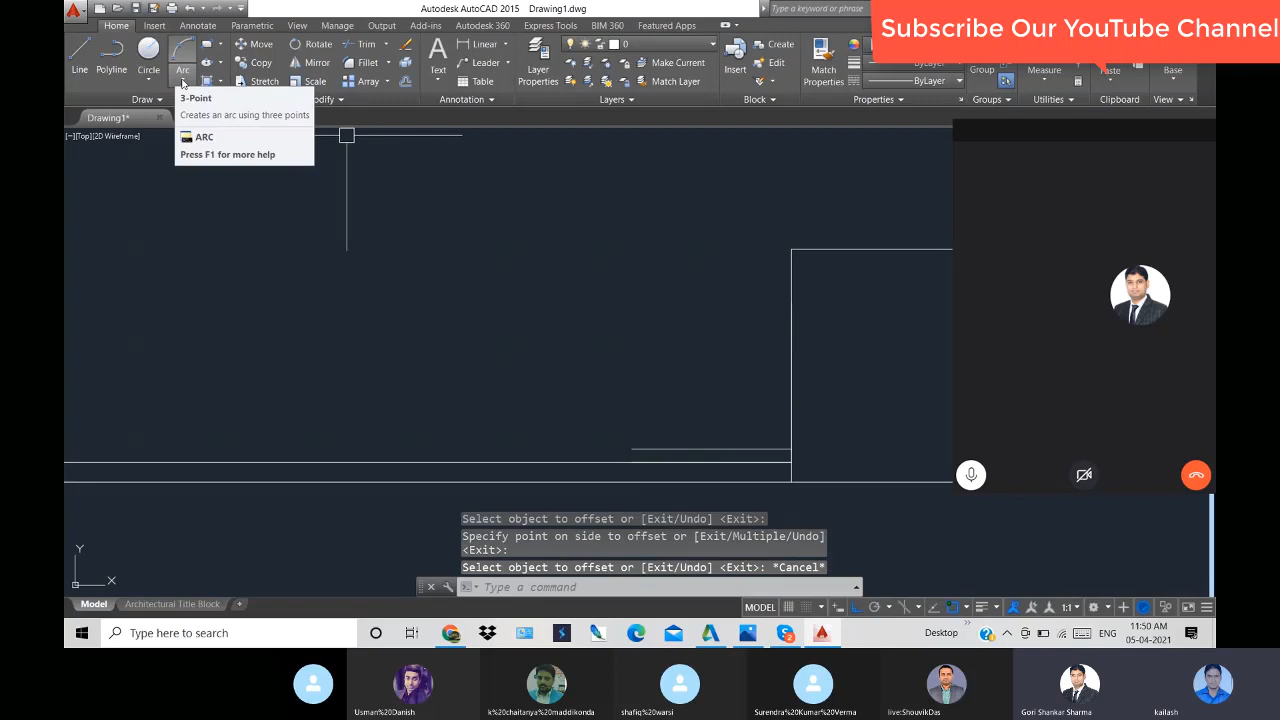 Autodesk AutoCAD 2015 Drawing1.dwg
Type a keyword or phrase
Subscribe Our YouTube Channel
Home Insert Annotate Parametric View Manage Output Add-ins Autodesk 360 Express Tools BIM 360 Featured Apps
Line Polyline Circle Arc
Move Rotate Trim
Copy Mirror Fillet
Stretch Scale Array
Text Linear
Leader
Table
Layer Properties
0
Make Current
Match Layer
Insert Create
Edit
Match Properties
ByLayer
ByLayer
Group Measure Paste Base
Draw Modify Annotation Layers Block Properties Groups Utilities Clipboard View
Drawing1*
3-Point
Creates an arc using three points
ARC
Press F1 for more help
[−][Top][2D Wireframe]
Select object to offset or [Exit/Undo] <Exit>:
Specify point on side to offset or [Exit/Multiple/Undo]
<Exit>:
Select object to offset or [Exit/Undo] <Exit>: *Cancel*
Y
X
Type a command
Model Architectural Title Block
MODEL 1:1
Type here to search
Desktop
ENG
11:50 AM
05-04-2021
Usman%20Danish k%20chaitanya%20maddikonda shafiq%20warsi Surendra%20Kumar%20Verma live:ShouvikDas Gori Shankar Sharma kailash